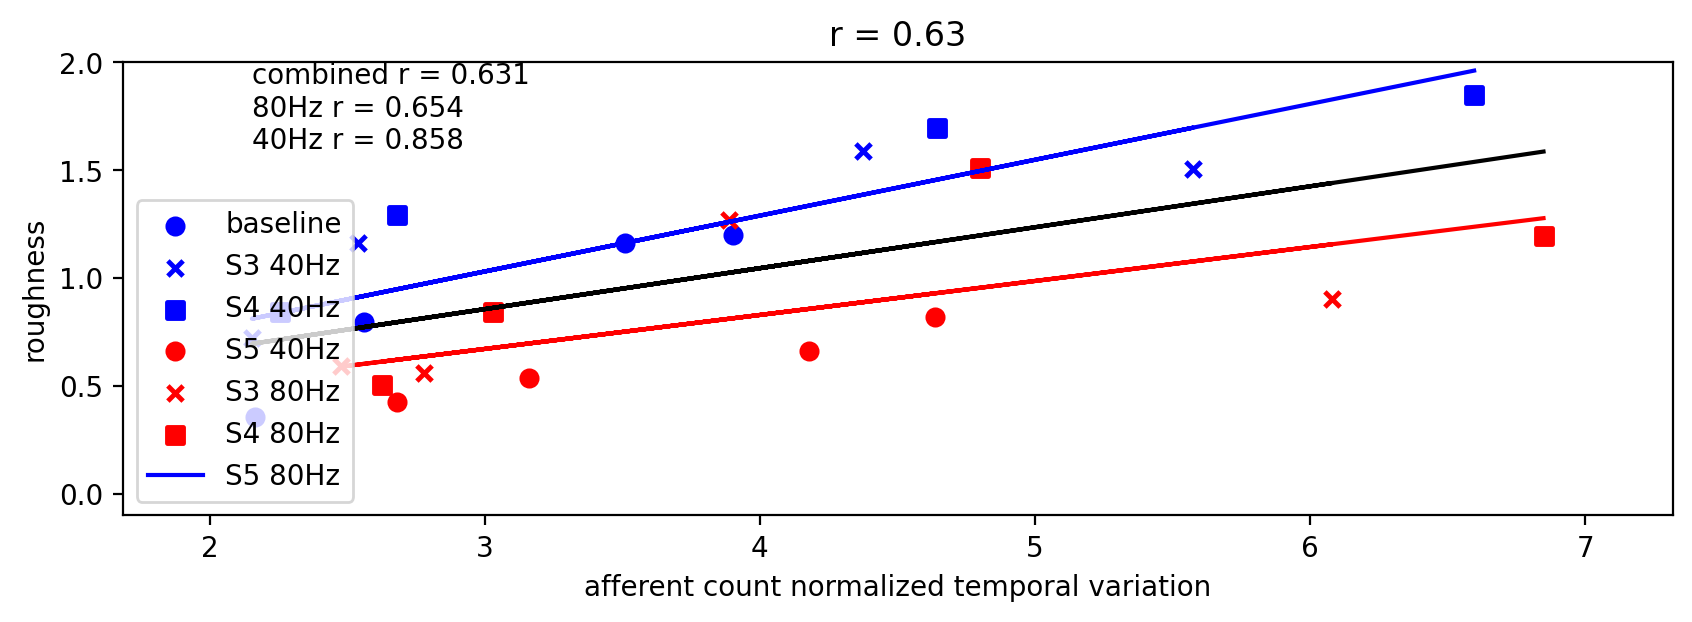 r = 0.63
combined r = 0.631
80Hz r = 0.654
40Hz r = 0.858
baseline
S3 40Hz
S4 40Hz
S5 40Hz
S3 80Hz
S4 80Hz
S5 80Hz
roughness
2.0
1.5
1.0
0.5
0.0
2 3 4 5 6 7
afferent count normalized temporal variation